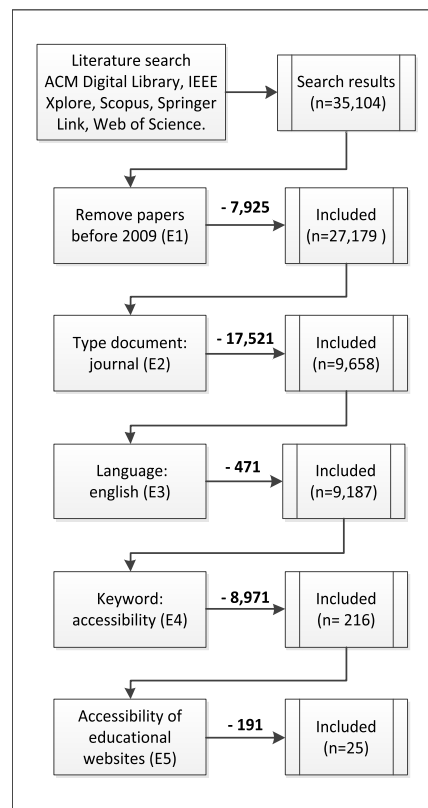 Literature search
ACM Digital Library, IEEE
Xplore, Scopus, Springer
Link, Web of Science.
Search results
(n=35,104)
Remove papers
before 2009 (E1)
- 7,925
Included
(n=27,179 )
Type document:
journal (E2)
- 17,521
Included
(n=9,658)
Language:
english (E3)
- 471
Included
(n=9,187)
Keyword:
accessibility (E4)
- 8,971
Included
(n= 216)
Accessibility of
educational
websites (E5)
- 191
Included
(n=25)